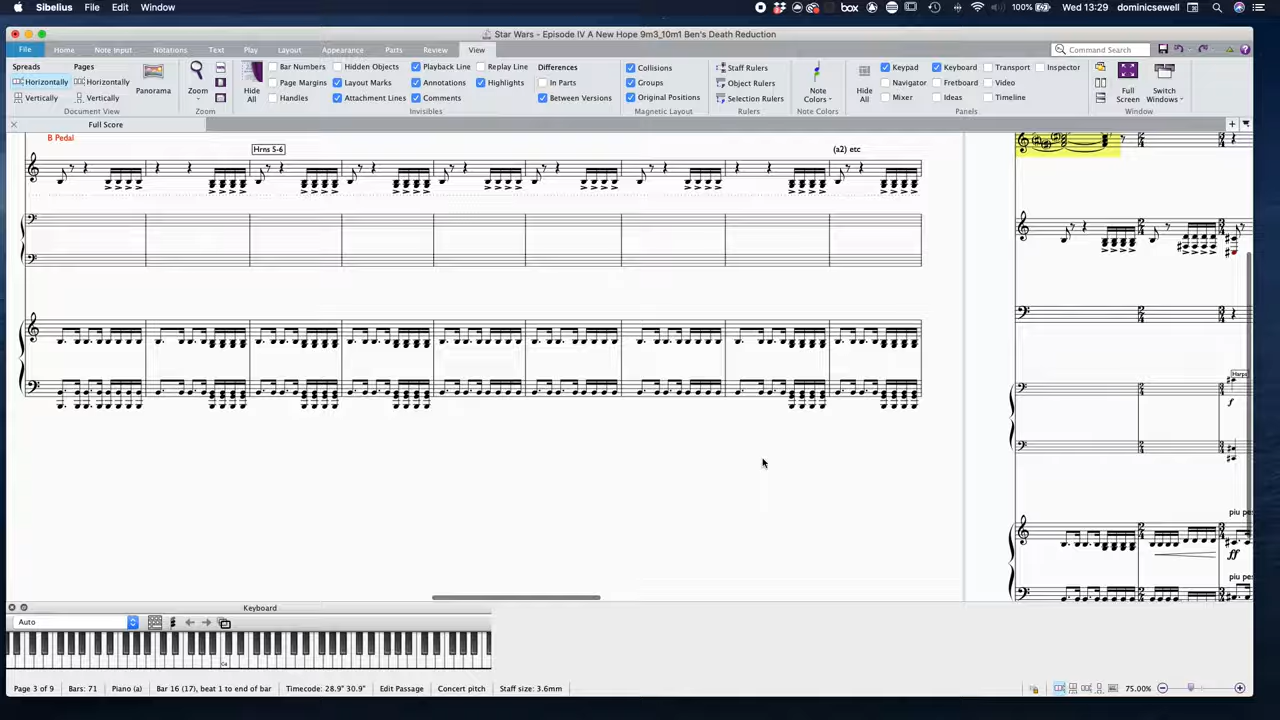 Sibelius File Edit Window
box 100% Wed 13:29 dominicsewell
Star Wars - Episode IV A New Hope 9m3_10m1 Ben's Death Reduction
File Home Note Input Notations Text Play Layout Appearance Parts Review View Command Search
Spreads Pages
Horizontally Horizontally
Vertically Vertically
Panorama
Document View
Zoom
Zoom
Hide All
Bar Numbers Hidden Objects Playback Line Replay Line
Page Margins Layout Marks Annotations Highlights
Handles Attachment Lines Comments
Invisibles
Differences
In Parts
Between Versions
Collisions
Groups
Original Positions
Magnetic Layout
Staff Rulers
Object Rulers
Selection Rulers
Rulers
Note Colors
Note Colors
Hide All
Keypad Keyboard Transport Inspector
Navigator Fretboard Video
Mixer Ideas Timeline
Panels
Full Screen
Switch Windows
Window
Full Score
B Pedal
Hrns 5-6
(a2) etc
Harps
f
piu pe
ff
piu pe
Keyboard
Auto
C4
Page 3 of 9 Bars: 71 Piano (a) Bar 16 (17), beat 1 to end of bar Timecode: 28.9" 30.9" Edit Passage Concert pitch Staff size: 3.6mm 75.00%